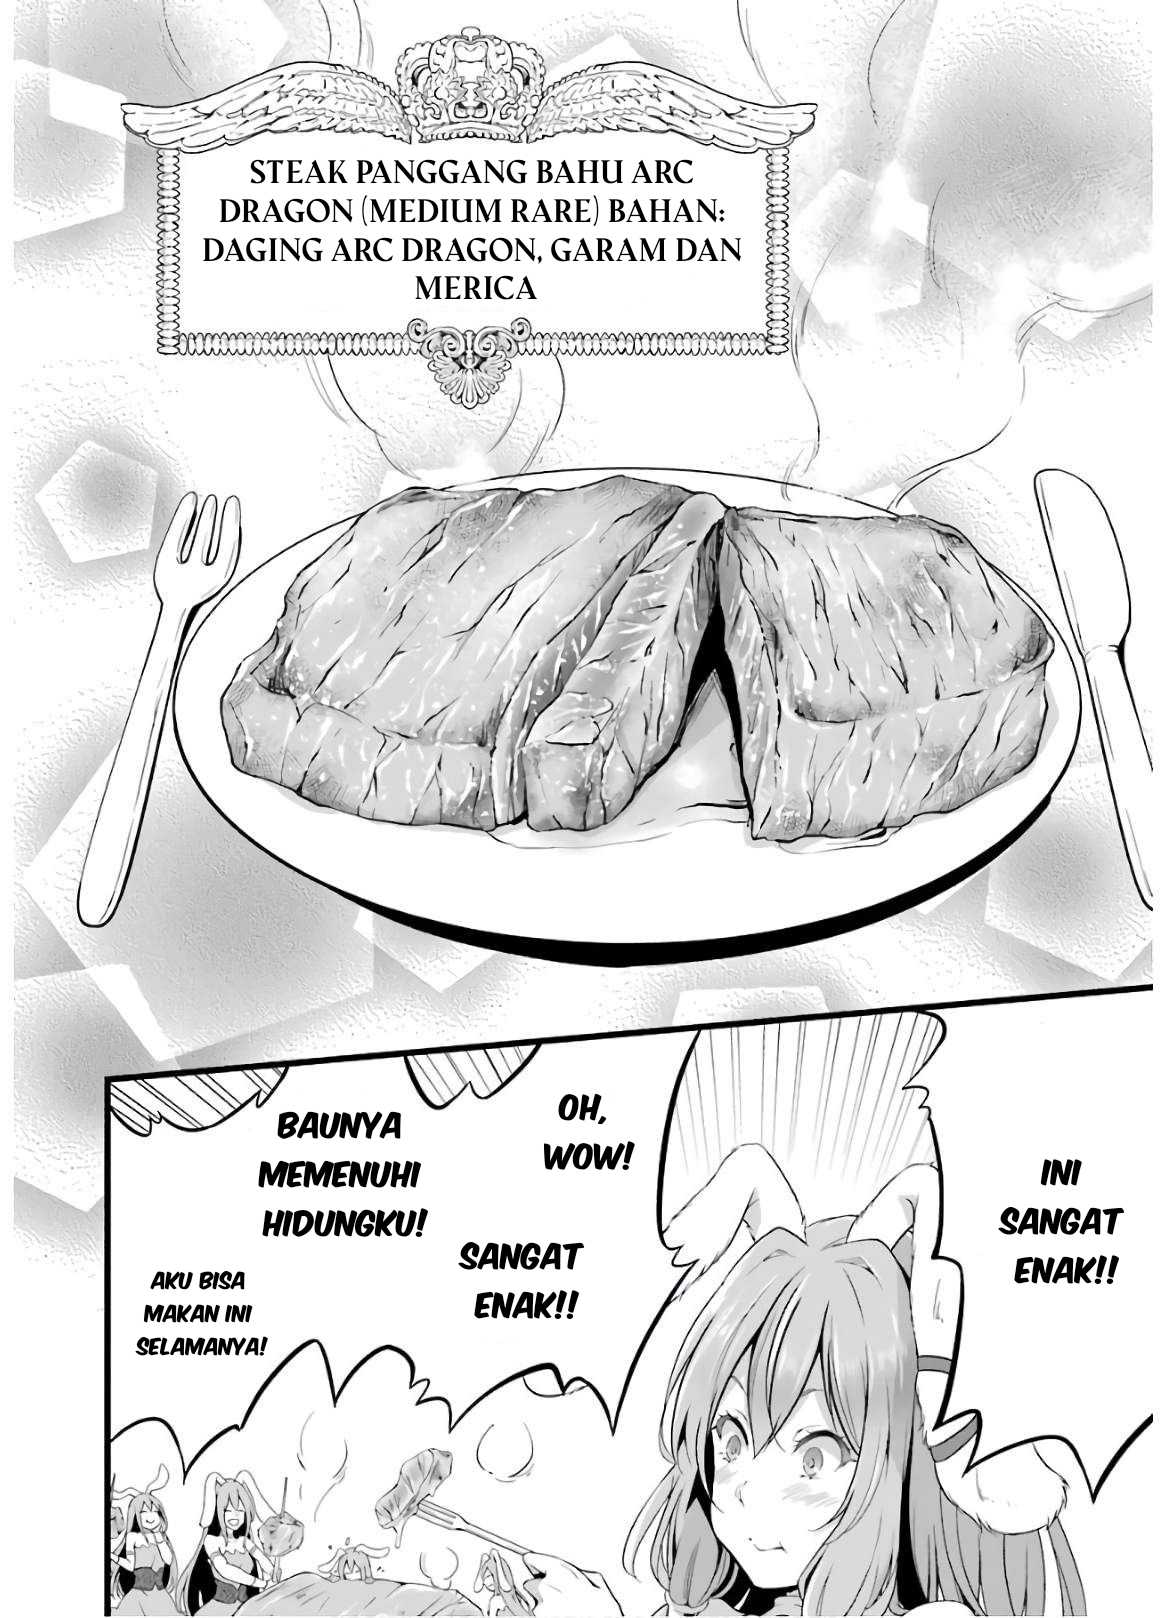 STEAK PANGGANG BAHU ARC
DRAGON (MEDIUM RARE) BAHAN:
DAGING ARC DRAGON, GARAM DAN
MERICA
INI
SANGAT
ENAK!!
OH,
WOW!
SANGAT
ENAK!!
BAUNYA
MEMENUHI
HIDUNGKU!
AKU BISA
MAKAN INI
SELAMANYA!